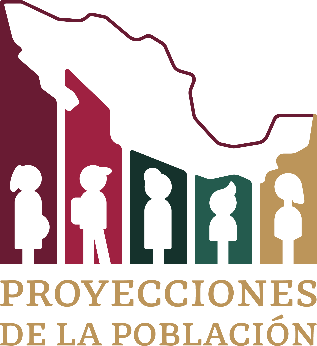 PROYECCIONES
DE LA POBLACIÓN